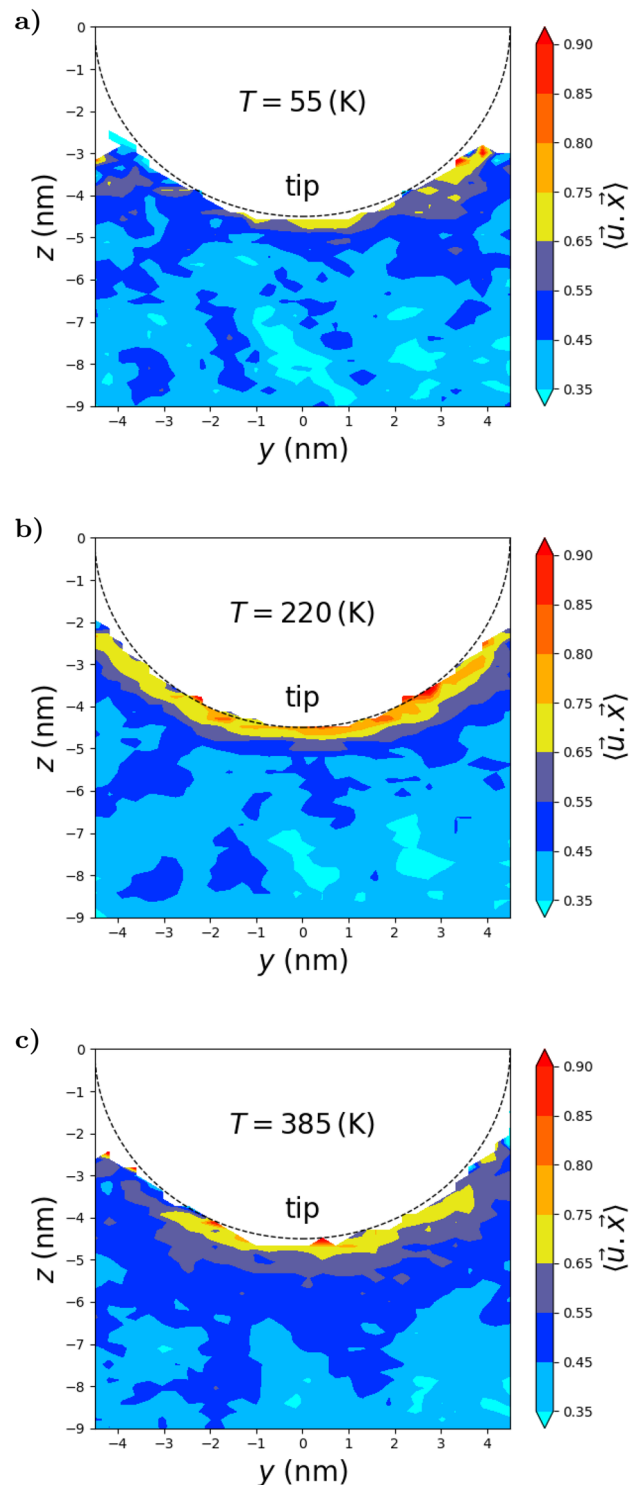 a)
0
−1
−2
−3
−4
−5
−6
−7
−8
−9
z (nm)
T = 55 (K)
tip
−4 −3 −2 −1 0 1 2 3 4
y (nm)
0.90
0.85
0.80
0.75
0.65
0.55
0.45
0.35
⟨u⃗.x⃗⟩
b)
0
−1
−2
−3
−4
−5
−6
−7
−8
−9
z (nm)
T = 220 (K)
tip
−4 −3 −2 −1 0 1 2 3 4
y (nm)
0.90
0.85
0.80
0.75
0.65
0.55
0.45
0.35
⟨u⃗.x⃗⟩
c)
0
−1
−2
−3
−4
−5
−6
−7
−8
−9
z (nm)
T = 385 (K)
tip
−4 −3 −2 −1 0 1 2 3 4
y (nm)
0.90
0.85
0.80
0.75
0.65
0.55
0.45
0.35
⟨u⃗.x⃗⟩